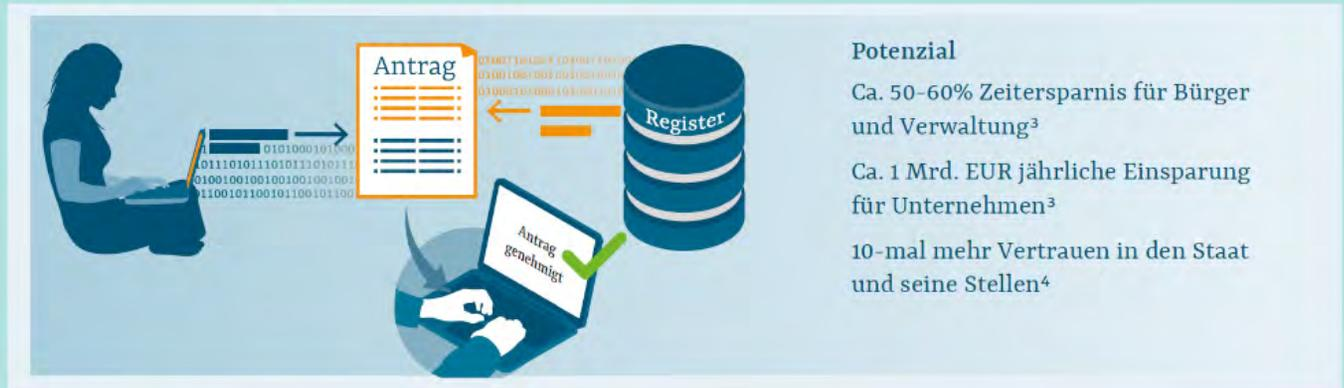 Antrag
Register
Antrag
genehmigt
Potenzial
Ca. 50-60% Zeitersparnis für Bürger
und Verwaltung³
Ca. 1 Mrd. EUR jährliche Einsparung
für Unternehmen³
10-mal mehr Vertrauen in den Staat
und seine Stellen⁴